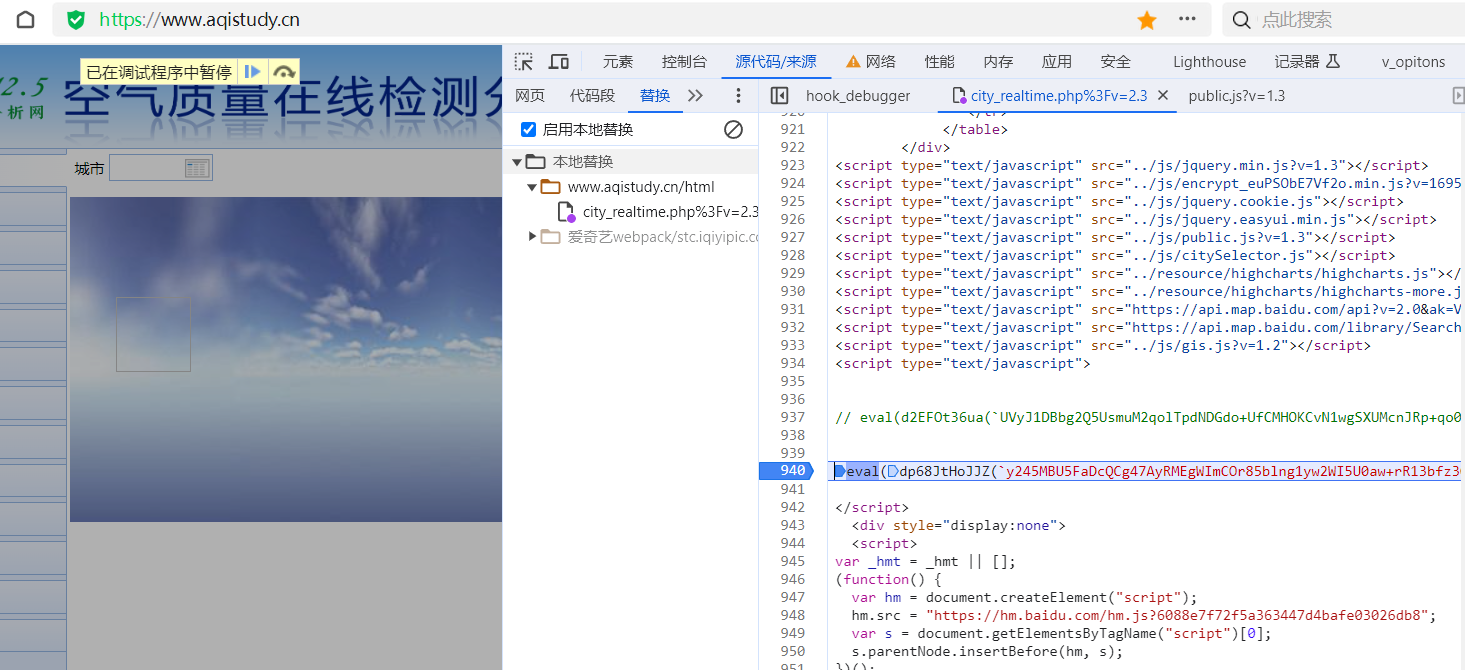 https://www.aqistudy.cn
点此搜索
已在调试程序中暂停
2.5
析网
空气质量在线检测分
城市
元素 控制台 源代码/来源 网络 性能 内存 应用 安全 Lighthouse 记录器 v_opitons
网页 代码段 替换
hook_debugger city_realtime.php%3Fv=2.3 public.js?v=1.3
启用本地替换
本地替换
www.aqistudy.cn/html
city_realtime.php%3Fv=2.3
爱奇艺webpack/stc.iqiyipic.co
920 </tr>
921 </table>
922 </div>
923 <script type="text/javascript" src="../js/jquery.min.js?v=1.3"></script>
924 <script type="text/javascript" src="../js/encrypt_euPSObE7Vf2o.min.js?v=1695
925 <script type="text/javascript" src="../js/jquery.cookie.js"></script>
926 <script type="text/javascript" src="../js/jquery.easyui.min.js"></script>
927 <script type="text/javascript" src="../js/public.js?v=1.3"></script>
928 <script type="text/javascript" src="../js/citySelector.js"></script>
929 <script type="text/javascript" src="../resource/highcharts/highcharts.js"></
930 <script type="text/javascript" src="../resource/highcharts/highcharts-more.j
931 <script type="text/javascript" src="https://api.map.baidu.com/api?v=2.0&ak=V
932 <script type="text/javascript" src="https://api.map.baidu.com/library/Search
933 <script type="text/javascript" src="../js/gis.js?v=1.2"></script>
934 <script type="text/javascript">
935
936
937 // eval(d2EFOt36ua(`UVyJ1DBbg2Q5UsmuM2qolTpdNDGdo+UfCMHOKCvN1wgSXUMcnJRp+qo0
938
939
940 eval(dp68JtHoJJZ(`y245MBU5FaDcQCg47AyRMEgWImCOr85blng1yw2WI5U0aw+rR13bfz3
941
942 </script>
943 <div style="display:none">
944 <script>
945 var _hmt = _hmt || [];
946 (function() {
947 var hm = document.createElement("script");
948 hm.src = "https://hm.baidu.com/hm.js?6088e7f72f5a363447d4bafe03026db8";
949 var s = document.getElementsByTagName("script")[0];
950 s.parentNode.insertBefore(hm, s);
951 })();